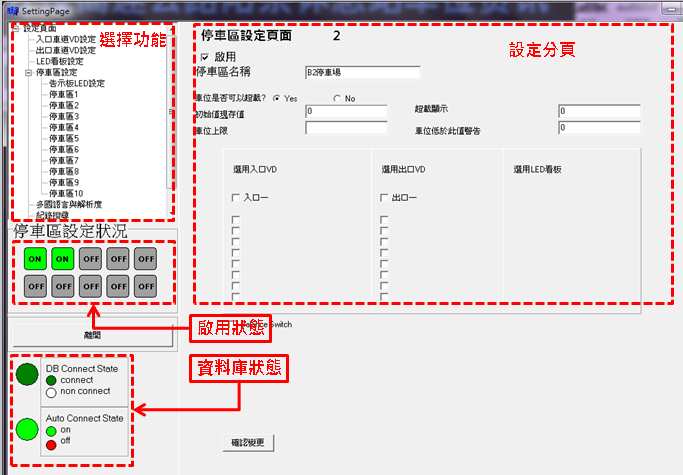 SettingPage
設定頁面
入口車道VD設定
出口車道VD設定
LED看板設定
停車區設定
告示板LED設定
停車區1
停車區2
停車區3
停車區4
停車區5
停車區6
停車區7
停車區8
停車區9
停車區10
多國語言與解析度
紀錄搜尋
選擇功能
停車區設定狀況
ON ON OFF OFF OFF
OFF OFF OFF OFF OFF
離開
DB Connect State
connect
non connect
Auto Connect State
on
off
停車區設定頁面 2
設定分頁
啟用
停車區名稱 B2停車場
車位是否可以超載? Yes No
初始值現存值 0 超載顯示 0
車位上限 車位低於此值警告 0
選用入口VD 選用出口VD 選用LED看板
入口一 出口一
啟用狀態 Switch
資料庫狀態
確認變更